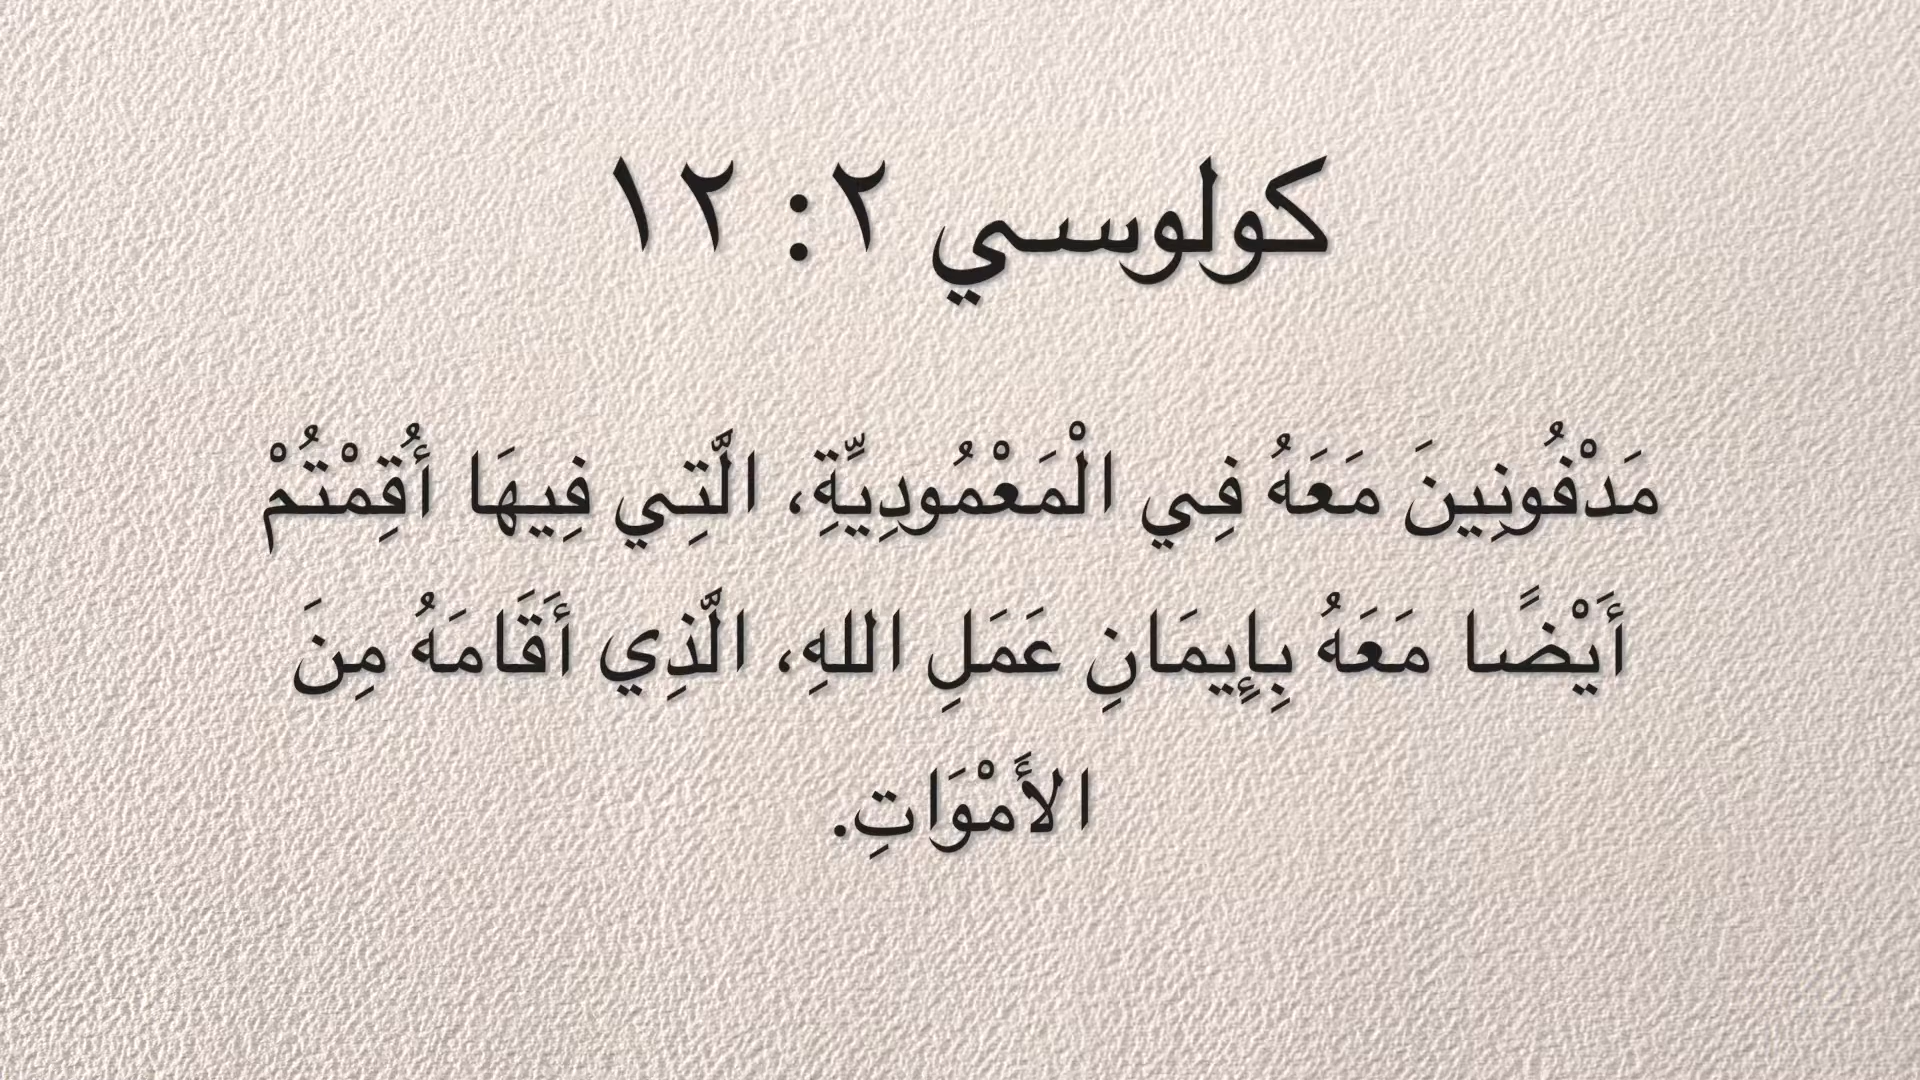 كولوسي ٢: ١٢
مَدْفُونِينَ مَعَهُ فِي الْمَعْمُودِيَّةِ، الَّتِي فِيهَا أُقِمْتُمْ
أَيْضًا مَعَهُ بِإِيمَانِ عَمَلِ اللهِ، الَّذِي أَقَامَهُ مِنَ
الأَمْوَاتِ.